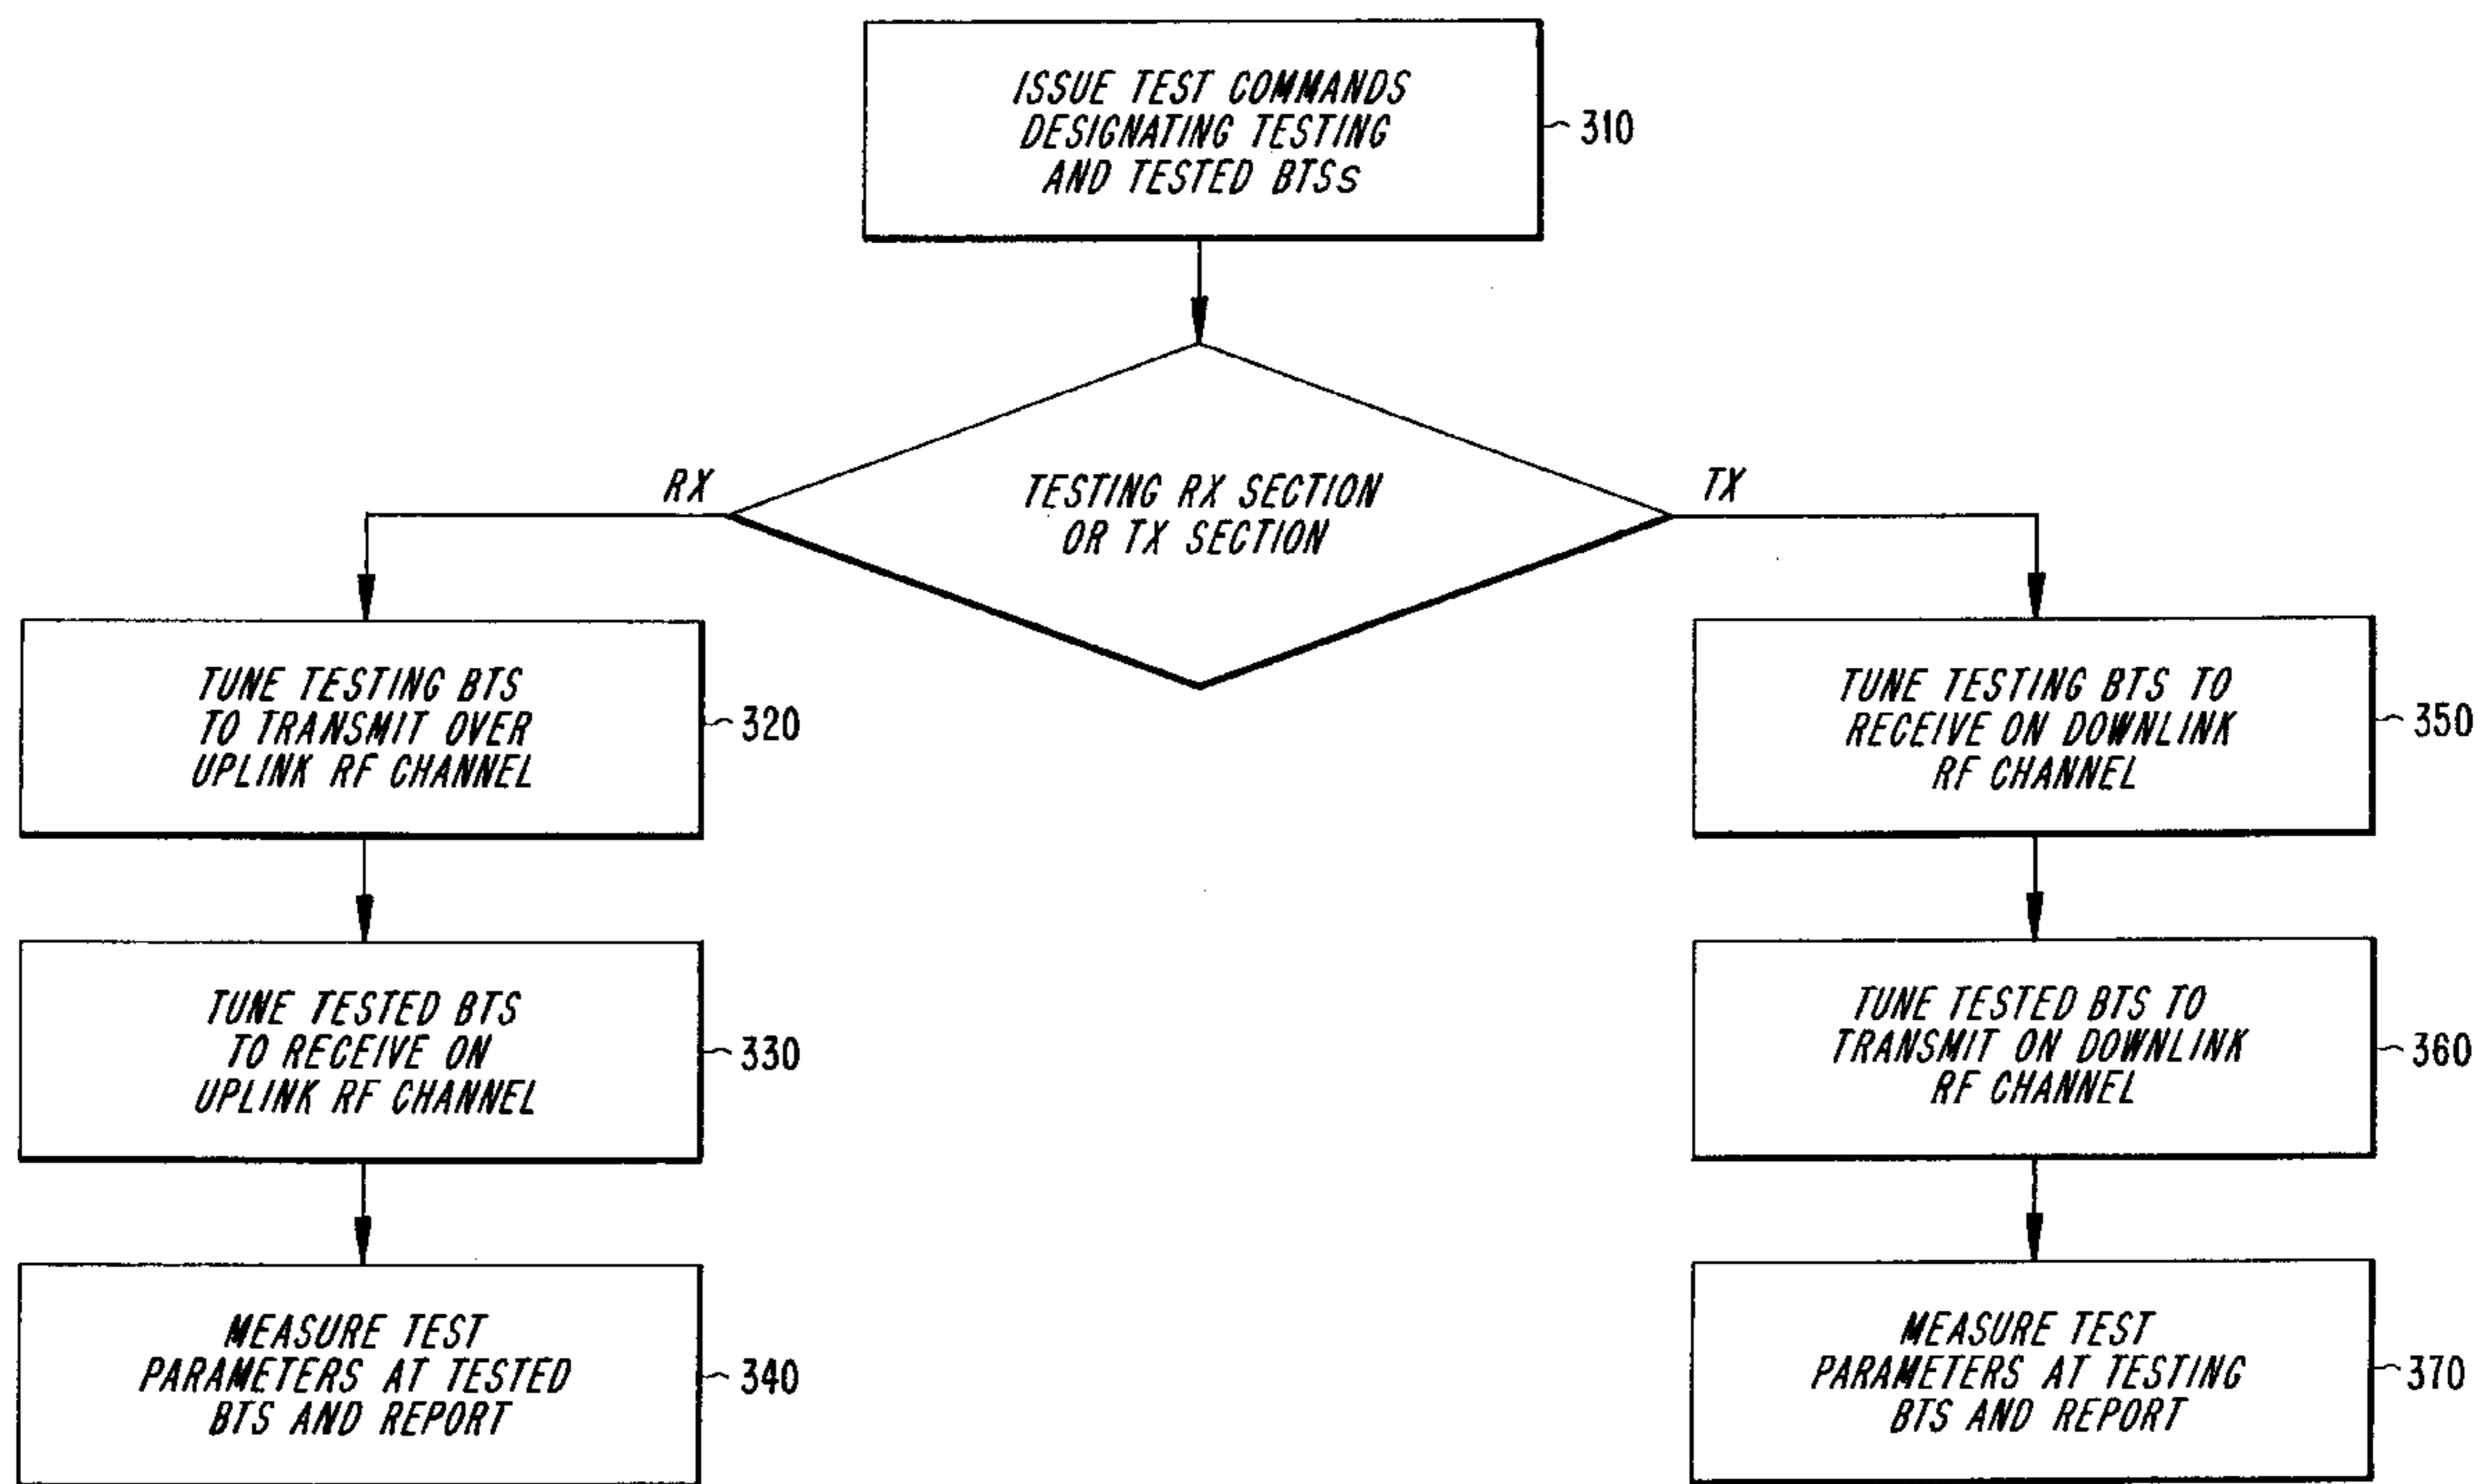 ISSUE TEST COMMANDS
DESIGNATING TESTING
AND TESTED BTSs
310
RX
TESTING RX SECTION
OR TX SECTION
TX
TUNE TESTING BTS
TO TRANSMIT OVER
UPLINK RF CHANNEL
320
TUNE TESTING BTS TO
RECEIVE ON DOWNLINK
RF CHANNEL
350
TUNE TESTED BTS
TO RECEIVE ON
UPLINK RF CHANNEL
330
TUNE TESTED BTS TO
TRANSMIT ON DOWNLINK
RF CHANNEL
360
MEASURE TEST
PARAMETERS AT TESTED
BTS AND REPORT
340
MEASURE TEST
PARAMETERS AT TESTING
BTS AND REPORT
370